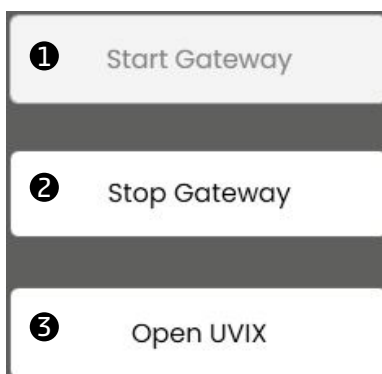 ❶ Start Gateway
❷ Stop Gateway
❸ Open UVIX